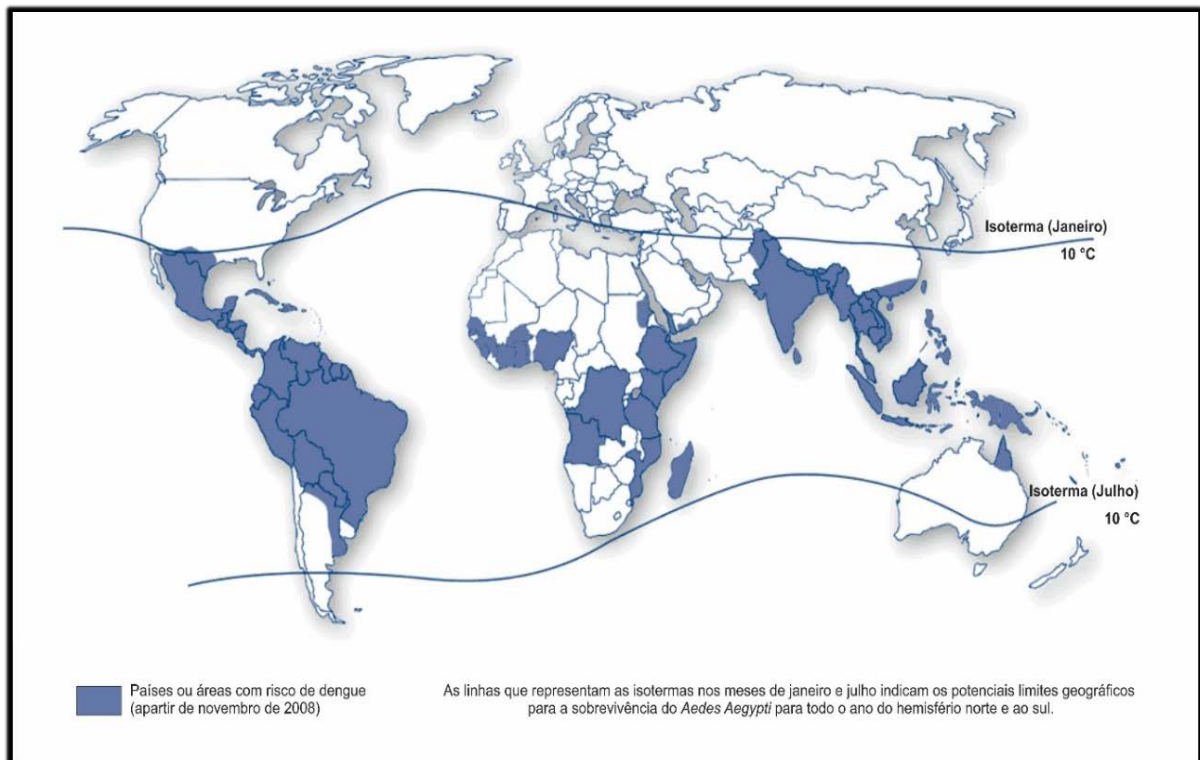 Isoterma (Janeiro)
10 °C
Isoterma (Julho)
10 °C
Países ou áreas com risco de dengue
(apartir de novembro de 2008)
As linhas que representam as isotermas nos meses de janeiro e julho indicam os potenciais limites geográficos
para a sobrevivência do Aedes Aegypti para todo o ano do hemisfério norte e ao sul.